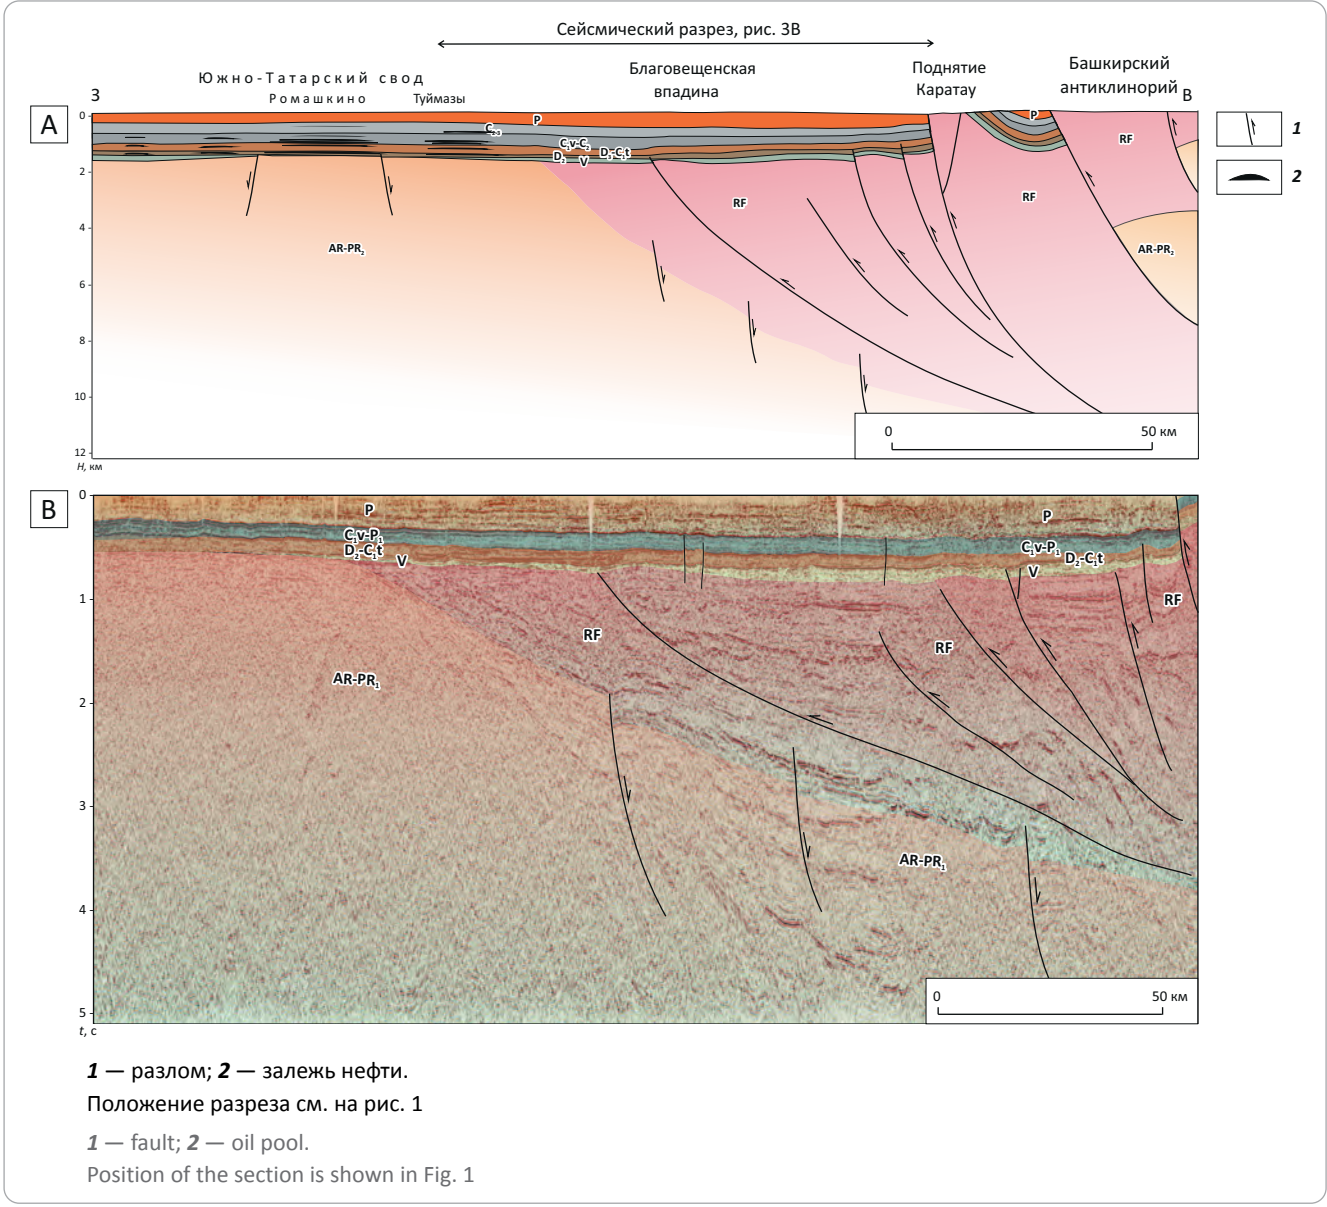 Сейсмический разрез, рис. 3В
Южно-Татарский свод
Благовещенская
впадина
Поднятие
Каратау
Башкирский
антиклинорий
З
Ромашкино
Туймазы
В
А
0
2
4
6
8
10
12
Н, км
P
C₂₋₃
C₁v-C₂
D₃-C₁t
D₂
V
P
RF
RF
RF
AR-PR₂
AR-PR₂
0
50 км
1
2
В
0
1
2
3
4
5
t, с
P
P
C₁v-P₁
D₂-C₁t
V
C₁v-P₁
D₂-C₁t
V
RF
RF
RF
AR-PR₁
AR-PR₁
0
50 км
1 — разлом; 2 — залежь нефти.
Положение разреза см. на рис. 1
1 — fault; 2 — oil pool.
Position of the section is shown in Fig. 1